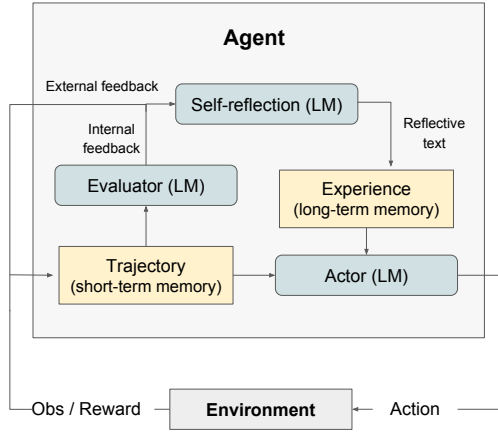 Agent
External feedback
Self-reflection (LM)
Internal
feedback
Reflective
text
Evaluator (LM)
Experience
(long-term memory)
Trajectory
(short-term memory)
Actor (LM)
Obs / Reward
Environment
Action